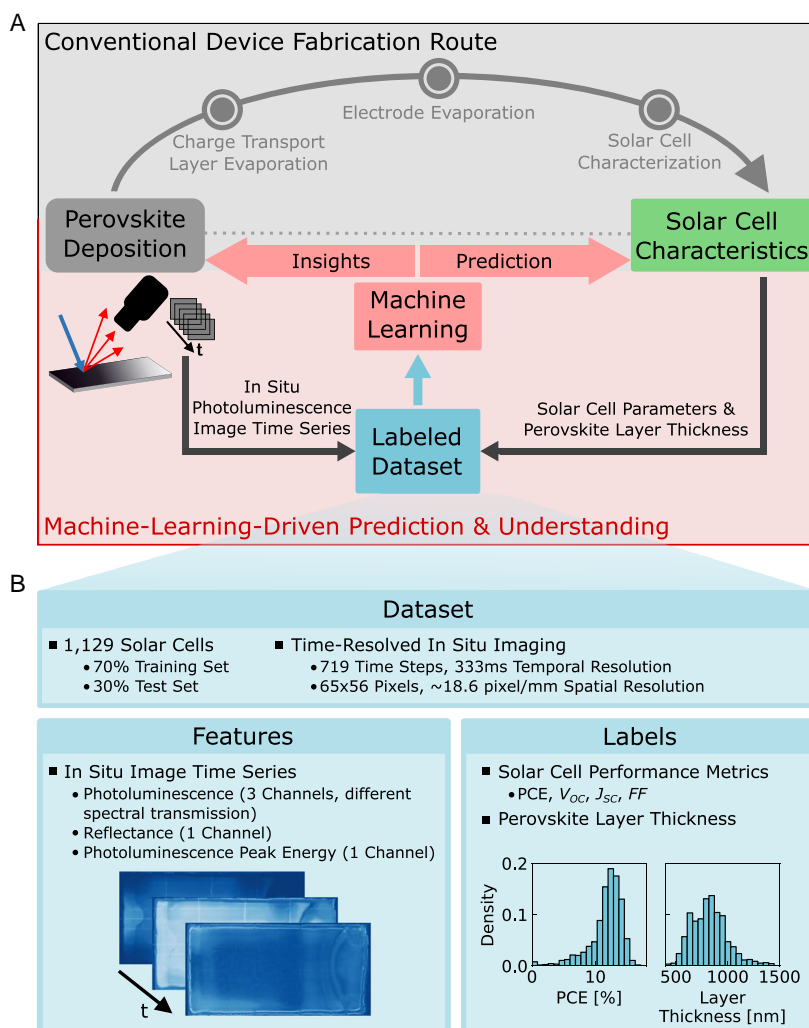 A
Conventional Device Fabrication Route
Electrode Evaporation
Charge Transport
Layer Evaporation
Solar Cell
Characterization
Perovskite
Deposition
Solar Cell
Characteristics
Insights
Prediction
Machine
Learning
t
In Situ
Photoluminescence
Image Time Series
Labeled
Dataset
Solar Cell Parameters &
Perovskite Layer Thickness
Machine-Learning-Driven Prediction & Understanding
B
Dataset
▪ 1,129 Solar Cells
• 70% Training Set
• 30% Test Set
▪ Time-Resolved In Situ Imaging
• 719 Time Steps, 333ms Temporal Resolution
• 65x56 Pixels, ~18.6 pixel/mm Spatial Resolution
Features
▪ In Situ Image Time Series
• Photoluminescence (3 Channels, different
spectral transmission)
• Reflectance (1 Channel)
• Photoluminescence Peak Energy (1 Channel)
t
Labels
▪ Solar Cell Performance Metrics
• PCE, VOC, JSC, FF
▪ Perovskite Layer Thickness
Density
0.2
0.1
0.0
0
10
PCE [%]
500
1000
1500
Layer
Thickness [nm]